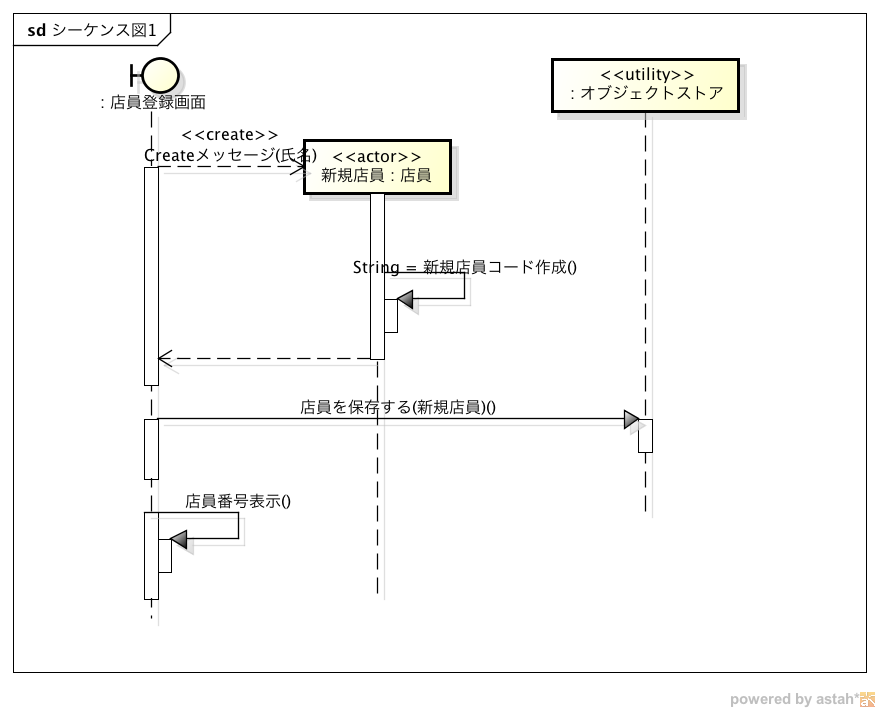 sd シーケンス図1
: 店員登録画面
<<utility>>
: オブジェクトストア
<<create>>
Createメッセージ(氏名)
<<actor>>
新規店員 : 店員
String = 新規店員コード作成()
店員を保存する(新規店員)()
店員番号表示()
powered by astah*